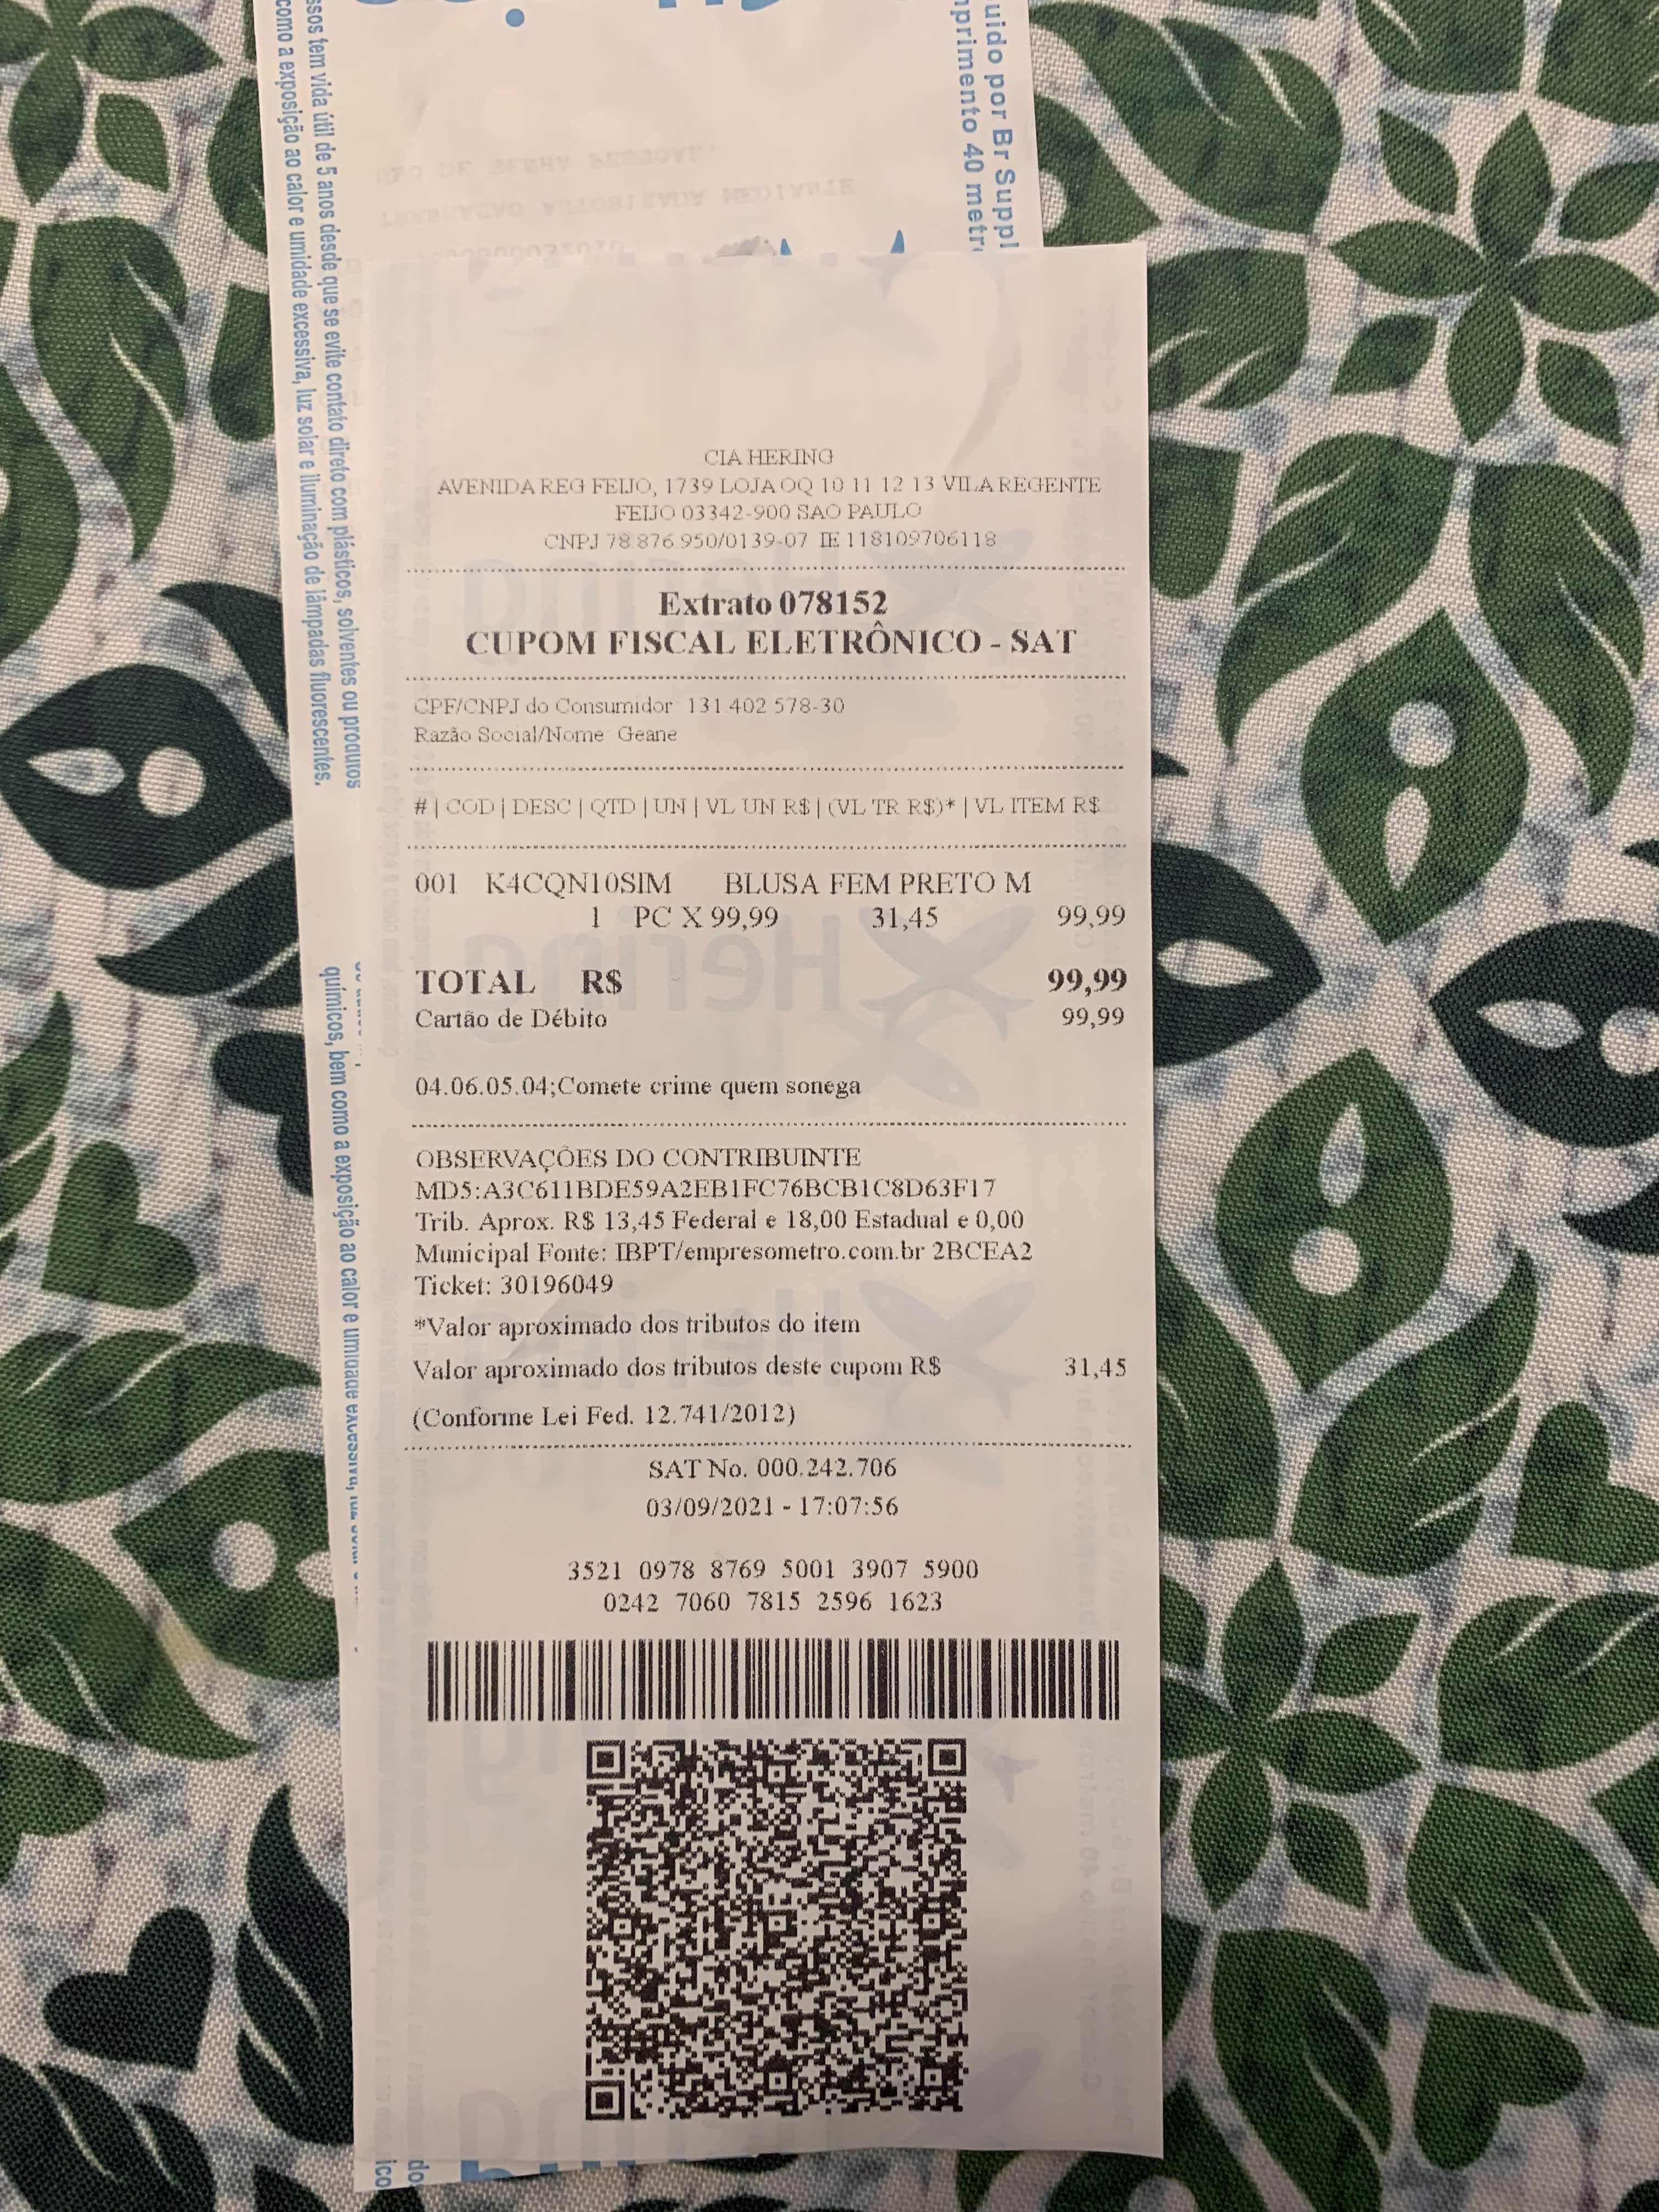 uido por Br Suppl
mprimento 40 metr
ssos tem vida útil de 5 anos desde que se evite contato direto com plásticos, solventes ou produtos
como a exposição ao calor e umidade excessiva, luz solar e iluminação de lâmpadas fluorescentes.
químicos, bem como a exposição ao calor e umidade excessiva,
CIA HERING
AVENIDA REG FEIJO, 1739 LOJA OQ 10 11 12 13 VILA REGENTE
FEIJO 03342-900 SAO PAULO
CNPJ 78.876.950/0139-07 IE 118109706118
Extrato 078152
CUPOM FISCAL ELETRÔNICO - SAT
CPF/CNPJ do Consumidor: 131.402.578-30
Razão Social/Nome: Geane
# | COD | DESC | QTD | UN | VL UN R$ | (VL TR R$)* | VL ITEM R$
001 K4CQN10SIM BLUSA FEM PRETO M
1 PC X 99,99 31,45 99,99
TOTAL R$ 99,99
Cartão de Débito 99,99
04.06.05.04;Comete crime quem sonega
OBSERVAÇÕES DO CONTRIBUINTE
MD5:A3C611BDE59A2EB1FC76BCB1C8D63F17
Trib. Aprox. R$ 13,45 Federal e 18,00 Estadual e 0,00
Municipal Fonte: IBPT/empresometro.com.br 2BCEA2
Ticket: 30196049
*Valor aproximado dos tributos do item
Valor aproximado dos tributos deste cupom R$ 31,45
(Conforme Lei Fed. 12.741/2012)
SAT No. 000.242.706
03/09/2021 - 17:07:56
3521 0978 8769 5001 3907 5900
0242 7060 7815 2596 1623